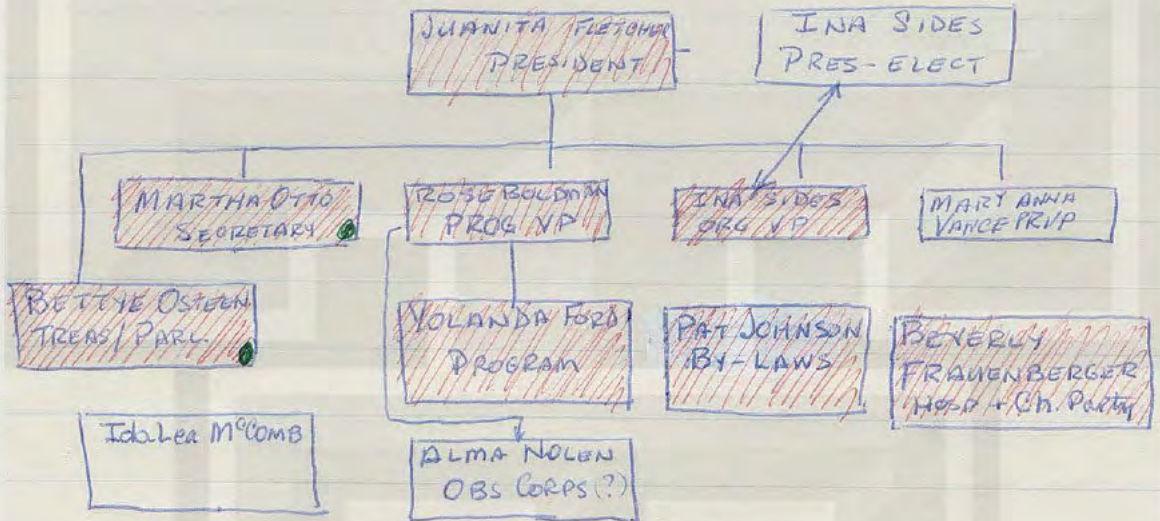 JUANITA FLETCHER
PRESIDENT
INA SIDES
PRES-ELECT
MARTHA OTTO
SECRETARY
ROSE BOLDMAN
PROG VP
INA SIDES
ORG VP
MARY ANNA
VANCE PRVP
BETTYE OSTEEN
TREAS/PARL.
YOLANDA FORD
PROGRAM
PAT JOHNSON
BY-LAWS
BEVERLY
FRAUENBERGER
HOSP + Ch. Party
IdaLea McCOMB
ALMA NOLEN
OBS CORPS (?)